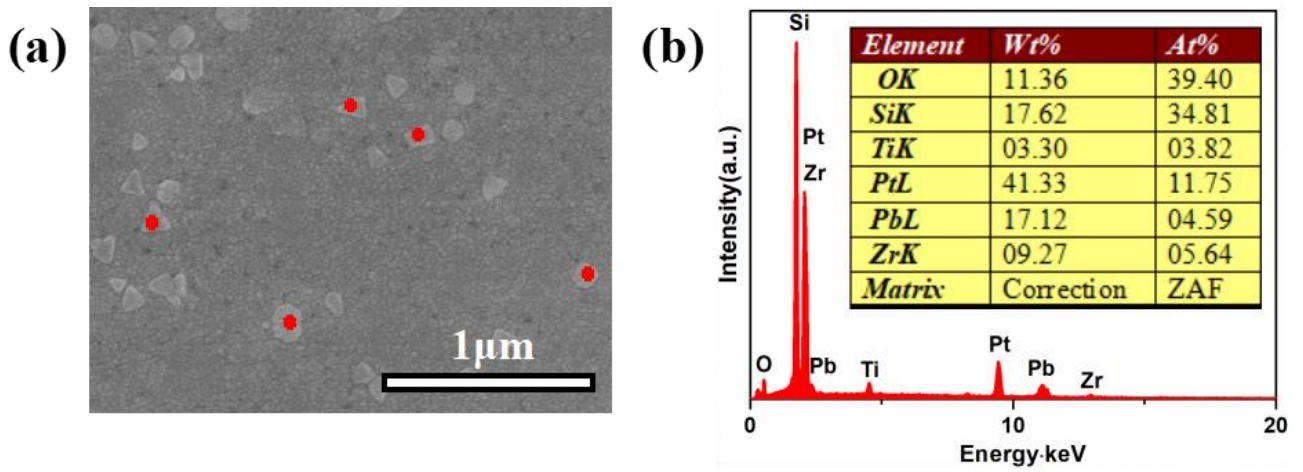 (a)
1μm
(b)
Intensity(a.u.)
Si
Pt
Zr
O
Pb
Ti
Pt
Pb
Zr
Element Wt% At%
OK 11.36 39.40
SiK 17.62 34.81
TiK 03.30 03.82
PtL 41.33 11.75
PbL 17.12 04.59
ZrK 09.27 05.64
Matrix Correction ZAF
0 10 20
Energy·keV